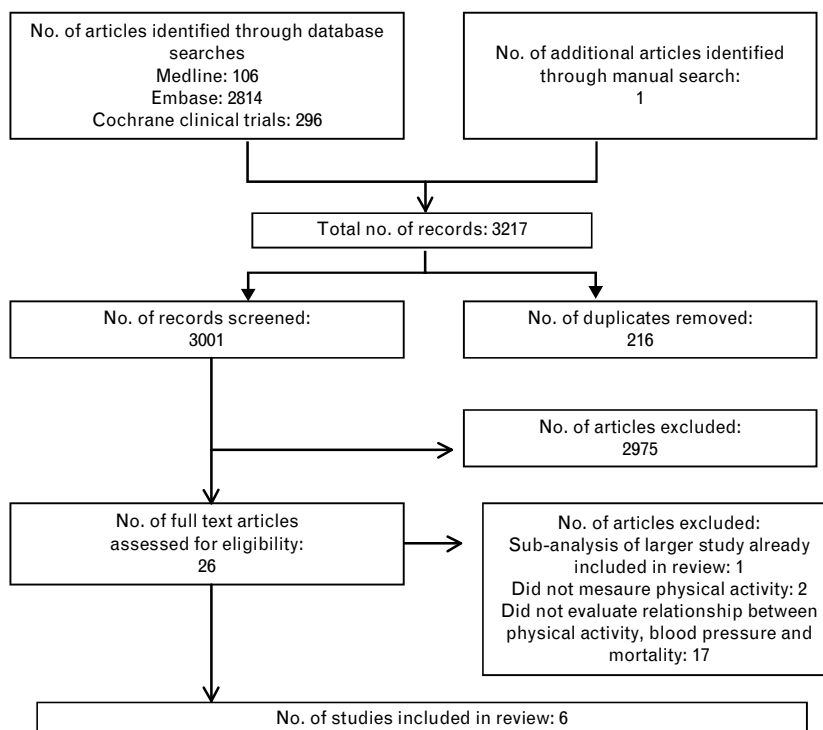 No. of articles identified through database
searches
Medline: 106
Embase: 2814
Cochrane clinical trials: 296
No. of additional articles identified
through manual search:
1
Total no. of records: 3217
No. of records screened:
3001
No. of duplicates removed:
216
No. of articles excluded:
2975
No. of full text articles
assessed for eligibility:
26
No. of articles excluded:
Sub-analysis of larger study already
included in review: 1
Did not mesaure physical activity: 2
Did not evaluate relationship between
physical activity, blood pressure and
mortality: 17
No. of studies included in review: 6